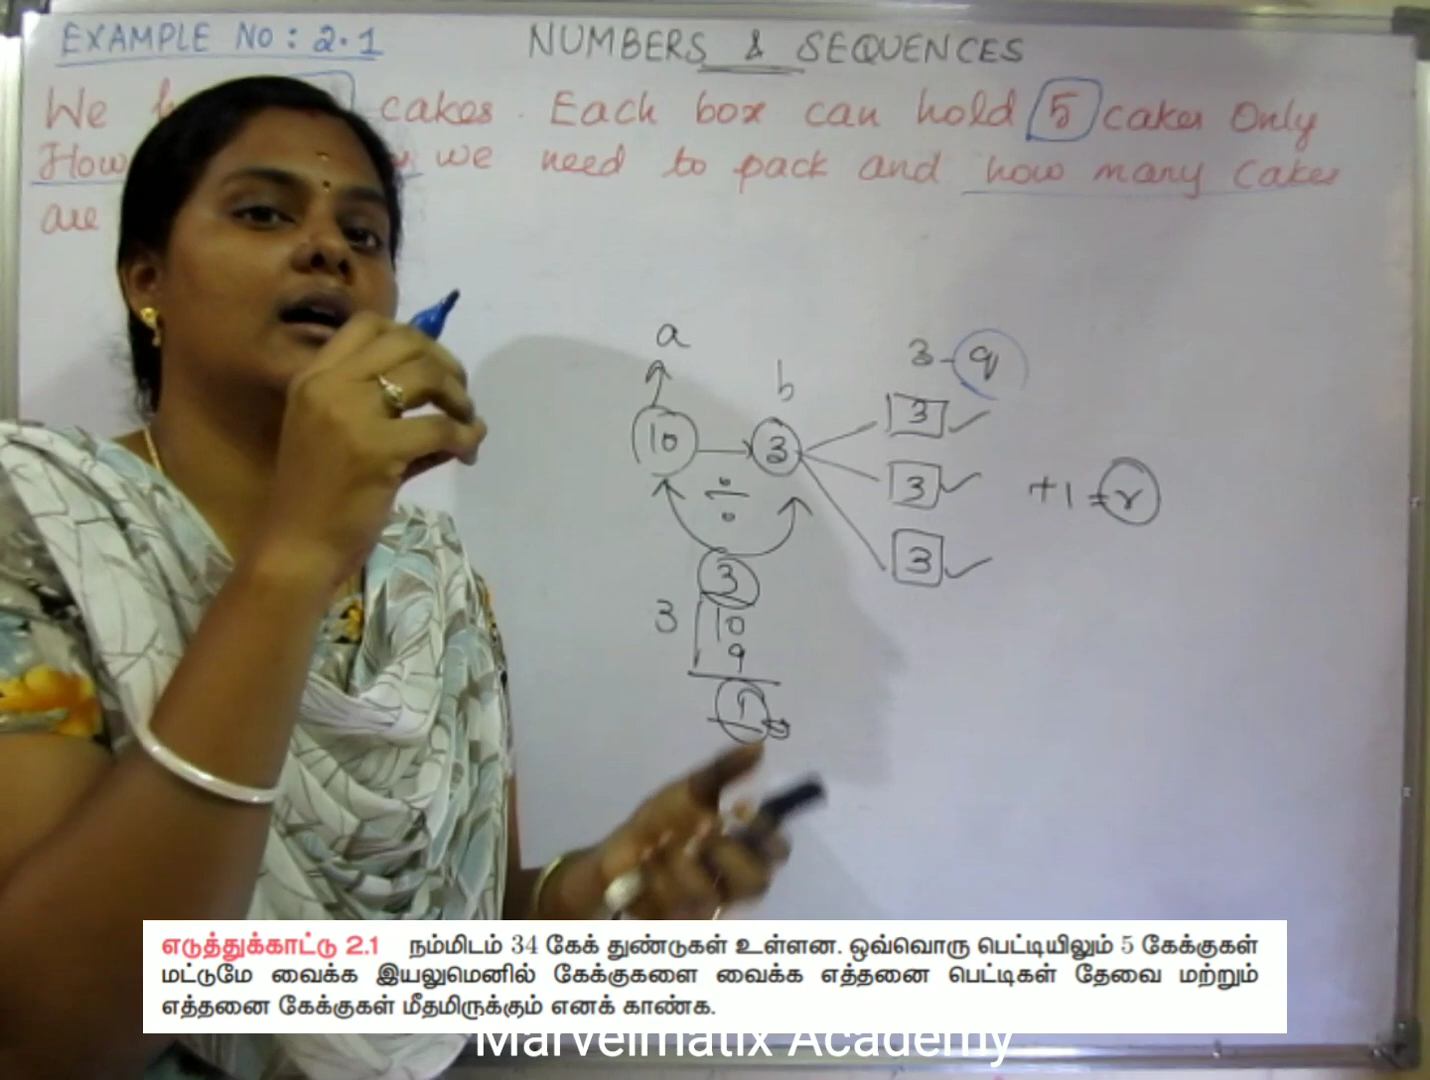 EXAMPLE NO : 2.1
NUMBERS & SEQUENCES
We cakes. Each box can hold 5 cakes Only
How we need to pack and how many cakes
are
a
b
3 - q
10 → 3
÷
3
3
3
+1 = r
3
3 10
9
1
எடுத்துக்காட்டு 2.1 நம்மிடம் 34 கேக் துண்டுகள் உள்ளன. ஒவ்வொரு பெட்டியிலும் 5 கேக்குகள்
மட்டுமே வைக்க இயலுமெனில் கேக்குகளை வைக்க எத்தனை பெட்டிகள் தேவை மற்றும்
எத்தனை கேக்குகள் மீதமிருக்கும் எனக் காண்க.
Marvelmatix Academy